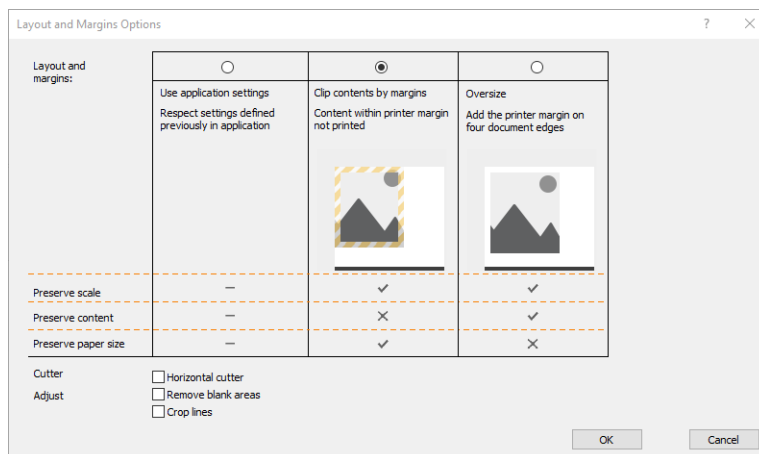 Layout and Margins Options
?
Layout and
margins:
Use application settings
Respect settings defined
previously in application
Clip contents by margins
Content within printer margin
not printed
Oversize
Add the printer margin on
four document edges
Preserve scale
Preserve content
Preserve paper size
Cutter
Horizontal cutter
Adjust
Remove blank areas
Crop lines
OK
Cancel